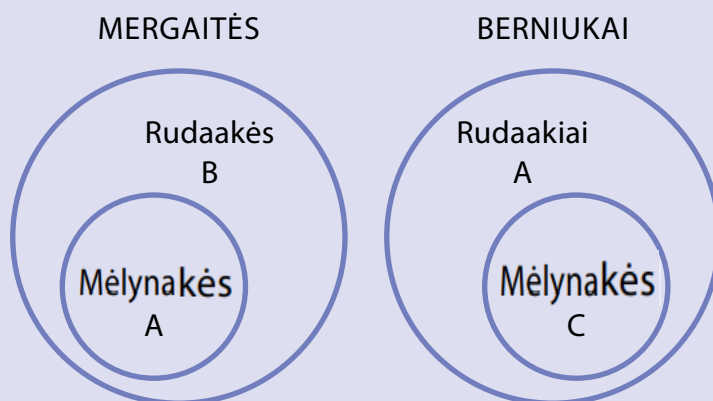 MERGAITĖS
BERNIUKAI
Rudaakės
B
Mėlynakės
A
Rudaakiai
A
Mėlynakės
C